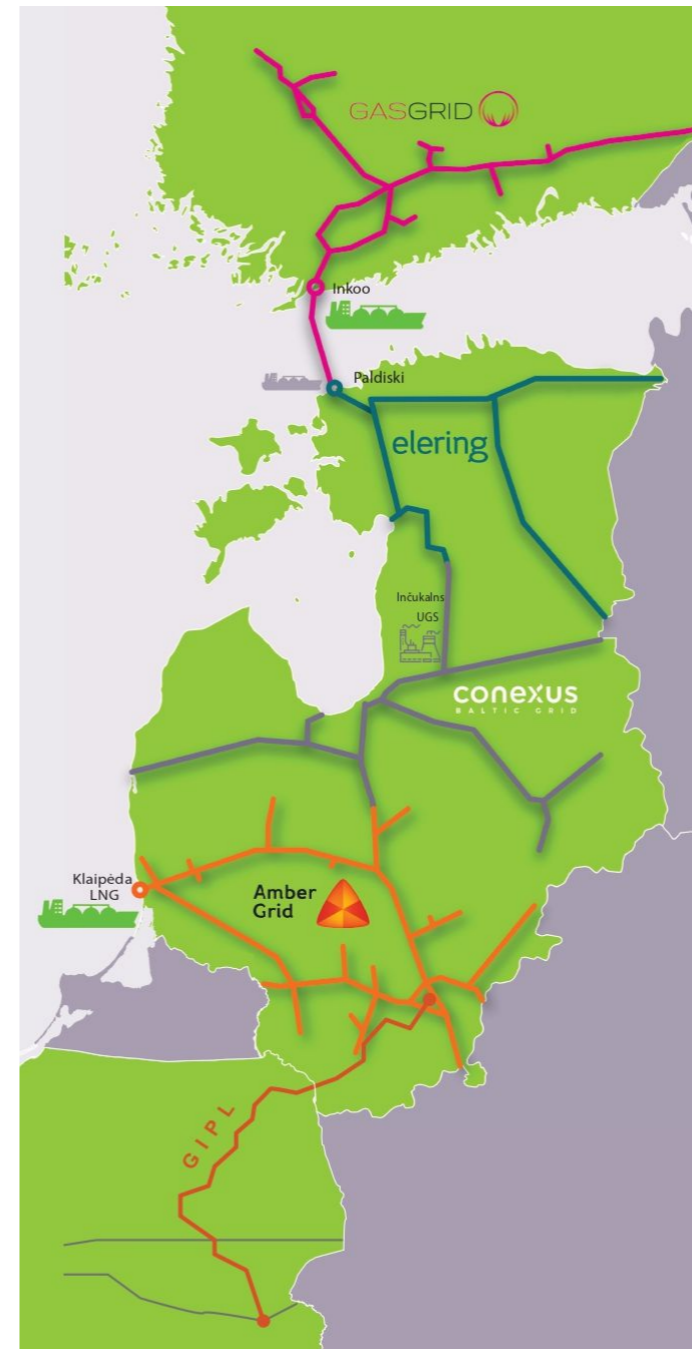 GASGRID
Inkoo
Paldiski
elering
Inčukalns
UGS
conexus
BALTIC GRID
Klaipėda
LNG
Amber
Grid
GIPL